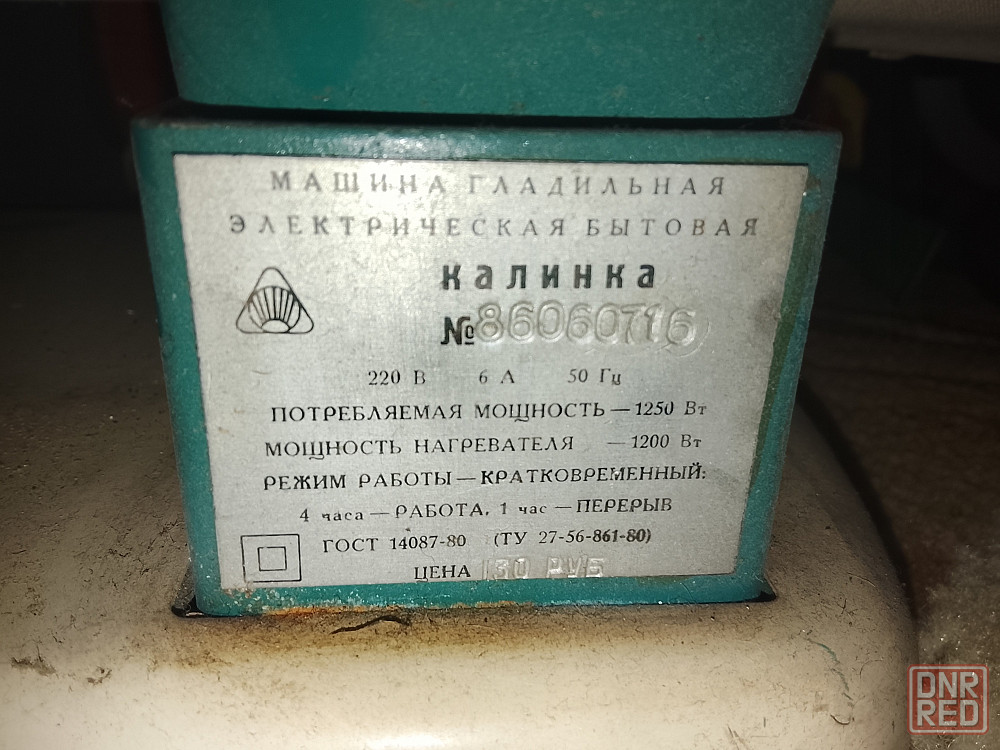 МАШИНА ГЛАДИЛЬНАЯ
ЭЛЕКТРИЧЕСКАЯ БЫТОВАЯ
калинка
№86060716
220 В 6 А 50 Гц
ПОТРЕБЛЯЕМАЯ МОЩНОСТЬ — 1250 Вт
МОЩНОСТЬ НАГРЕВАТЕЛЯ — 1200 Вт
РЕЖИМ РАБОТЫ — КРАТКОВРЕМЕННЫЙ:
4 часа — РАБОТА, 1 час — ПЕРЕРЫВ
ГОСТ 14087-80 (ТУ 27-56-861-80)
ЦЕНА 130 РУБ
DNR
RED